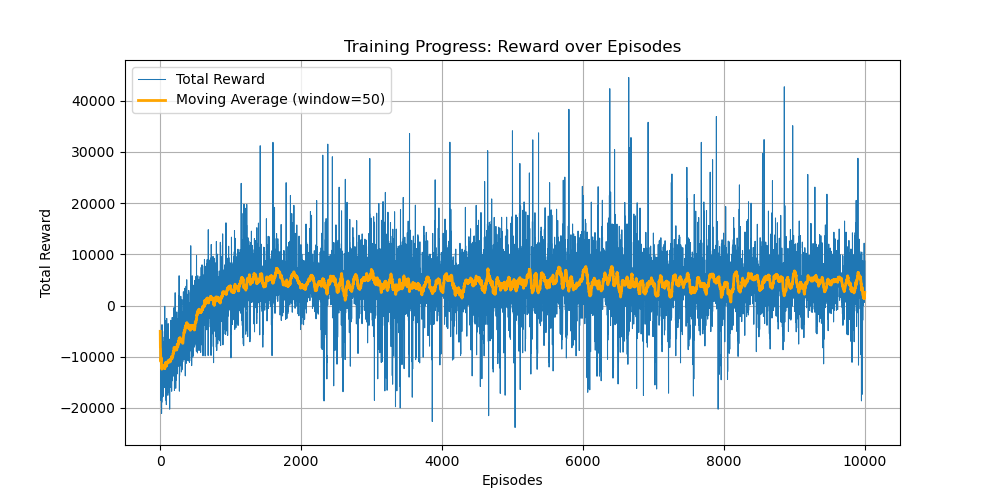 Training Progress: Reward over Episodes
Total Reward
Moving Average (window=50)
Total Reward
40000
30000
20000
10000
0
−10000
−20000
0
2000
4000
6000
8000
10000
Episodes